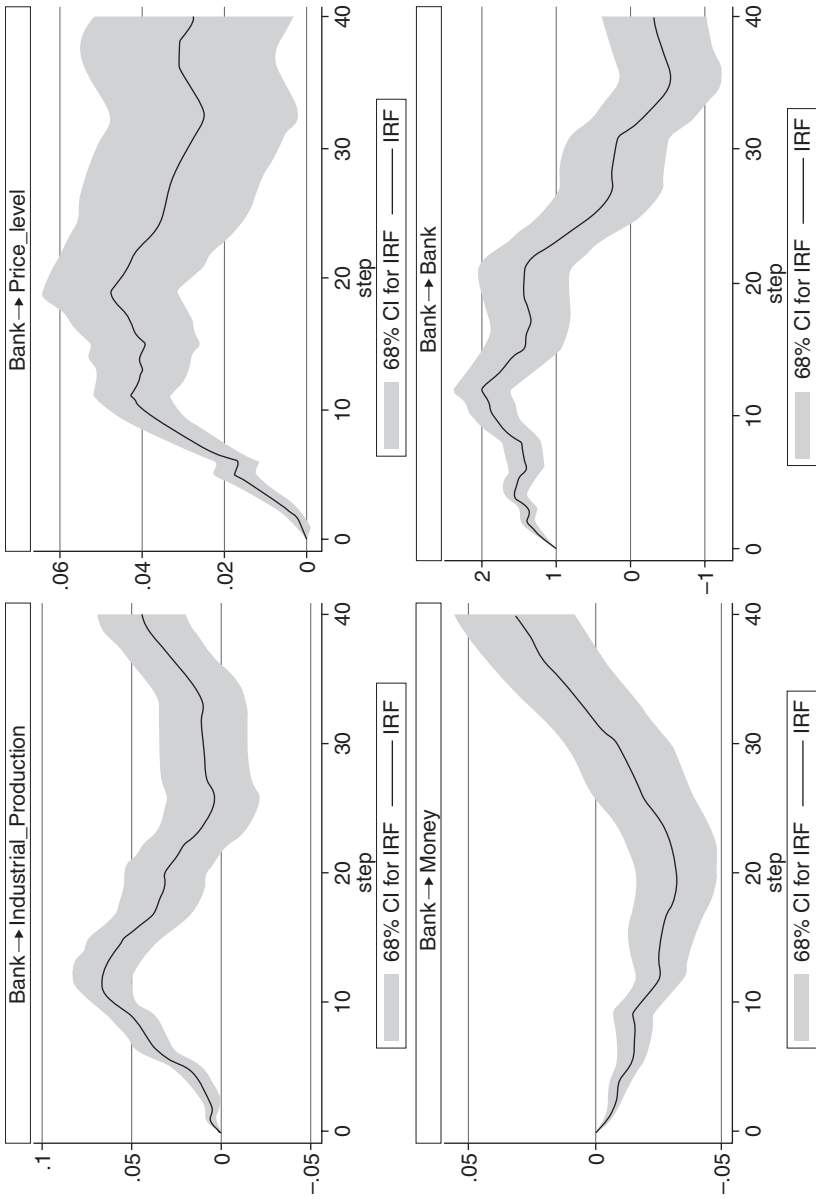 Bank → Industrial_Production
.1
.05
0
–.05
0
10
20
30
40
step
68% CI for IRF
IRF
Bank → Price_level
.06
.04
.02
0
0
10
20
30
40
step
68% CI for IRF
IRF
Bank → Money
.05
0
–.05
0
10
20
30
40
step
68% CI for IRF
IRF
Bank → Bank
2
1
0
–1
0
10
20
30
40
step
68% CI for IRF
IRF